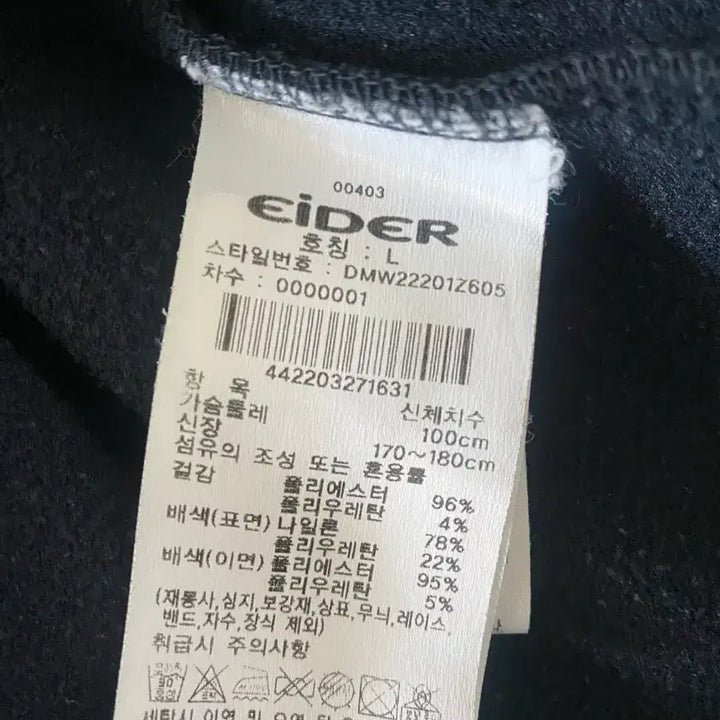 00403
EiDER
호칭 : L
스타일번호 : DMW22201Z605
차수 : 0000001
442203271631
항 목 신체치수
가슴둘레 100cm
신장 170~180cm
섬유의 조성 또는 혼용률
겉감 폴리에스터 96%
폴리우레탄 4%
배색(표면) 나일론 78%
폴리우레탄 22%
배색(이면) 폴리에스터 95%
폴리우레탄 5%
(재봉사,심지,보강재,상표,무늬,레이스,
밴드,자수,장식 제외)
취급시 주의사항